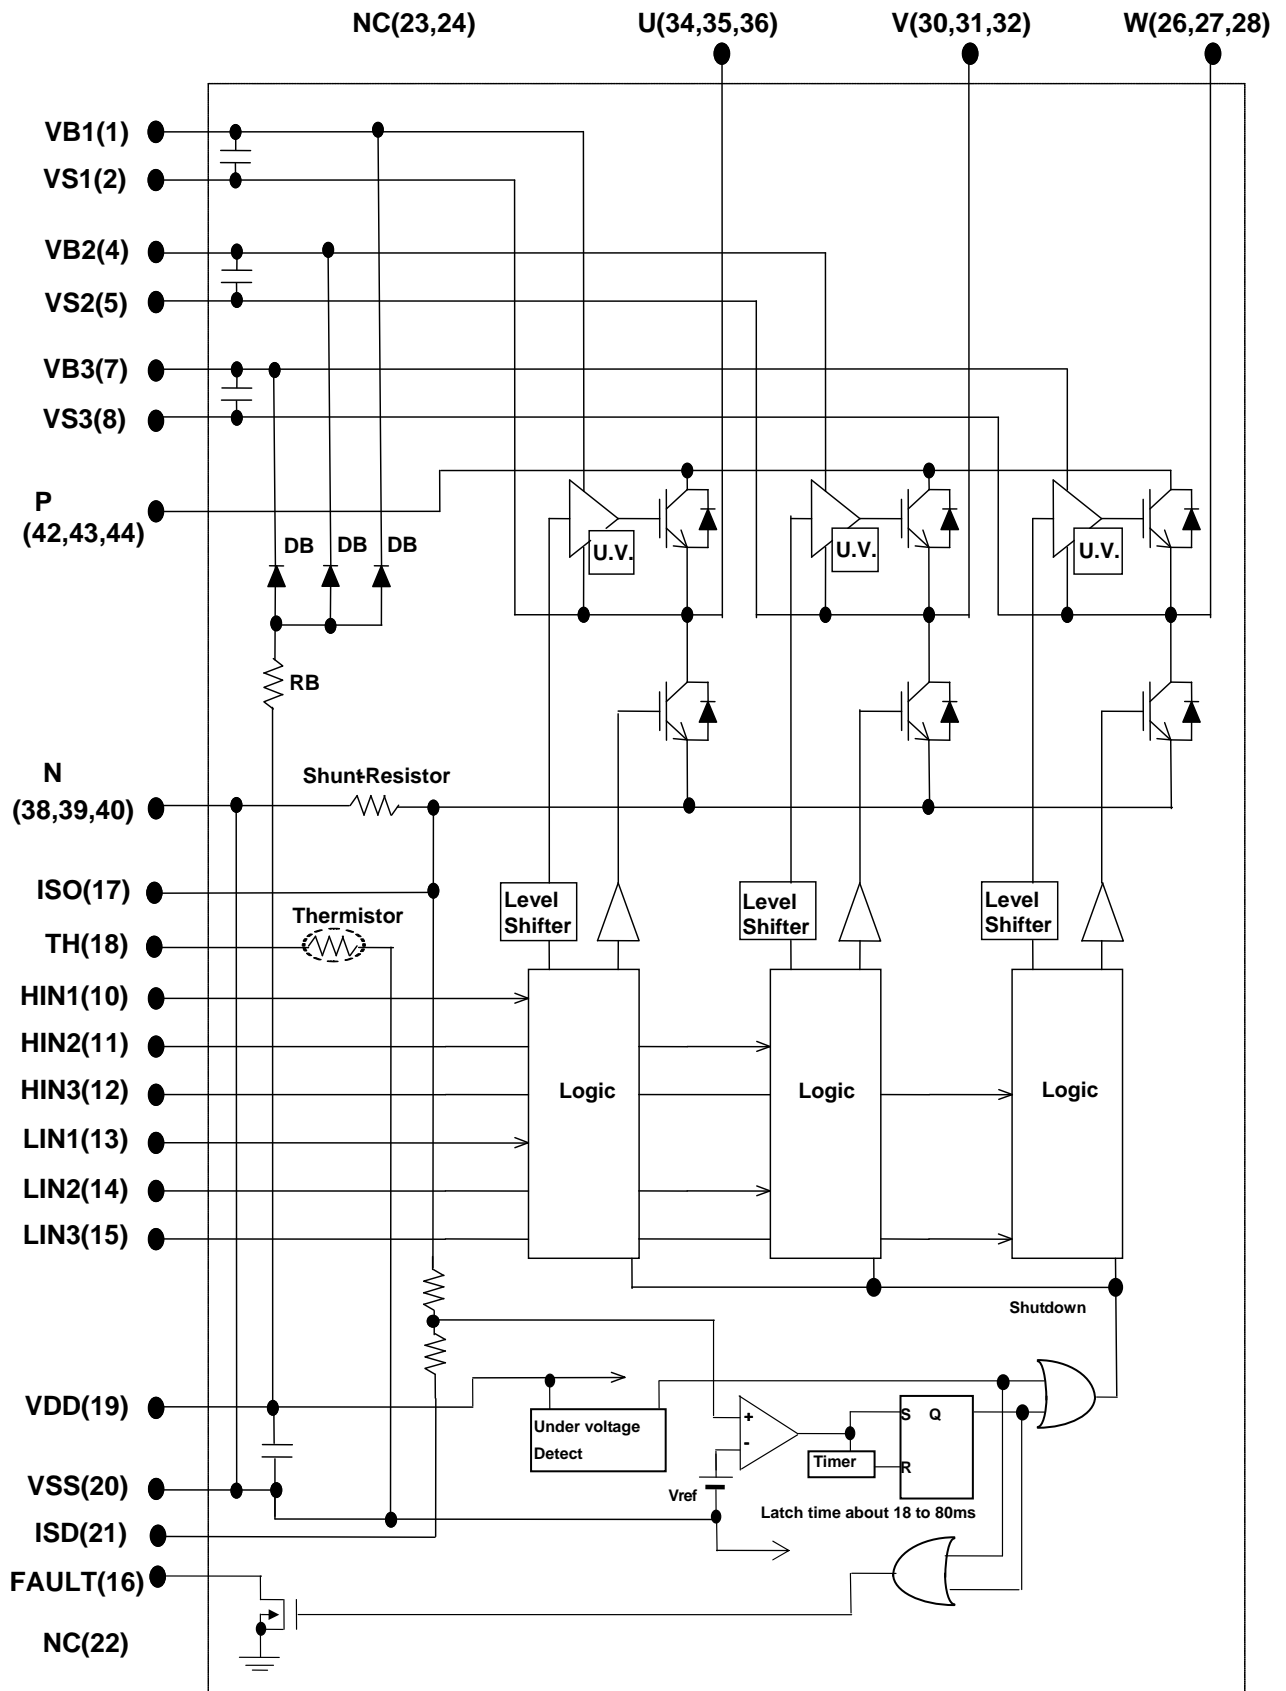 NC(23,24)
U(34,35,36)
V(30,31,32)
W(26,27,28)
VB1(1)
VS1(2)
VB2(4)
VS2(5)
VB3(7)
VS3(8)
P
(42,43,44)
DB
DB
DB
U.V.
U.V.
U.V.
RB
N
(38,39,40)
Shunt-Resistor
ISO(17)
Level
Shifter
Level
Shifter
Level
Shifter
Thermistor
TH(18)
HIN1(10)
HIN2(11)
HIN3(12)
Logic
Logic
Logic
LIN1(13)
LIN2(14)
LIN3(15)
Shutdown
VDD(19)
Under voltage
Detect
+
-
S Q
Timer
R
Vref
Latch time about 18 to 80ms
VSS(20)
ISD(21)
FAULT(16)
NC(22)